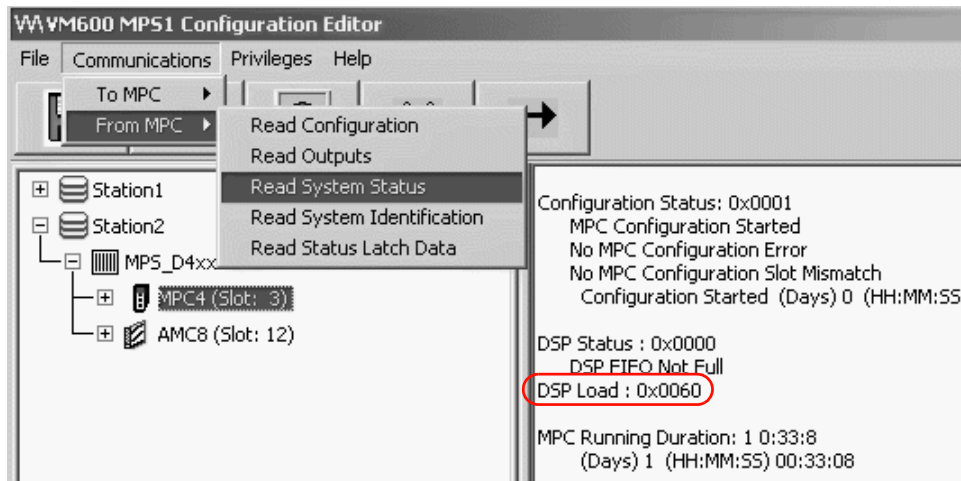 VM600 MPS1 Configuration Editor
File Communications Privileges Help
To MPC
From MPC
Read Configuration
Read Outputs
Read System Status
Read System Identification
Read Status Latch Data
Station1
Station2
MPS_D4xx
MPC4 (Slot: 3)
AMC8 (Slot: 12)
Configuration Status: 0x0001
MPC Configuration Started
No MPC Configuration Error
No MPC Configuration Slot Mismatch
Configuration Started (Days) 0 (HH:MM:SS
DSP Status : 0x0000
DSP FIFO Not Full
DSP Load : 0x0060
MPC Running Duration: 1 0:33:8
(Days) 1 (HH:MM:SS) 00:33:08